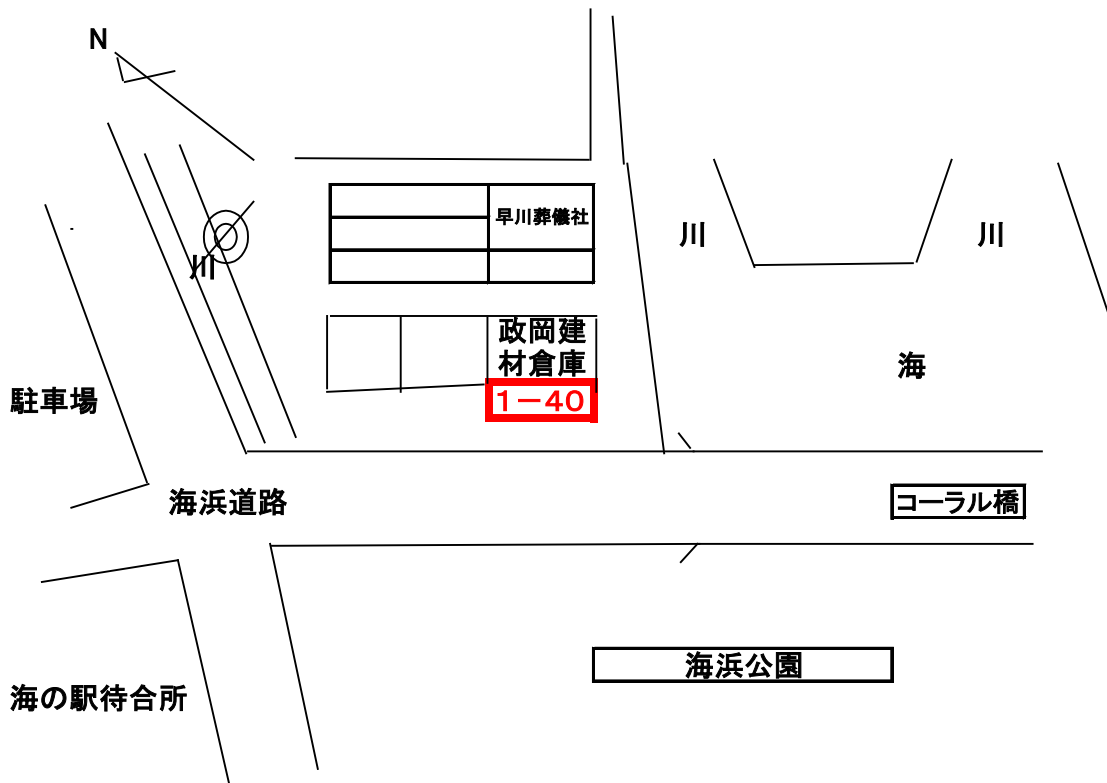 N
早川葬儀社
川
川
川
政岡建
材倉庫
海
駐車場
1－40
海浜道路
コーラル橋
海浜公園
海の駅待合所